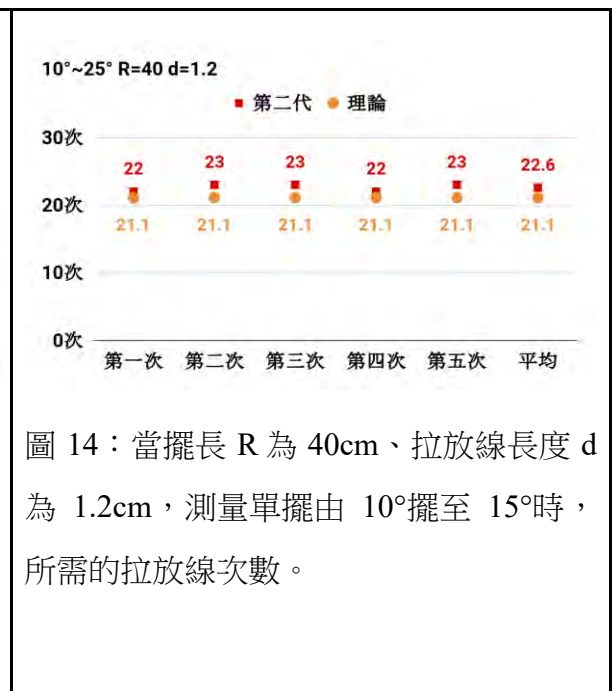 10°~25° R=40 d=1.2
第二代 理論
30次
22 23 23 22 23 22.6
20次
21.1 21.1 21.1 21.1 21.1 21.1
10次
0次
第一次 第二次 第三次 第四次 第五次 平均
圖 14：當擺長 R 為 40cm、拉放線長度 d
為 1.2cm，測量單擺由 10°擺至 15°時，
所需的拉放線次數。